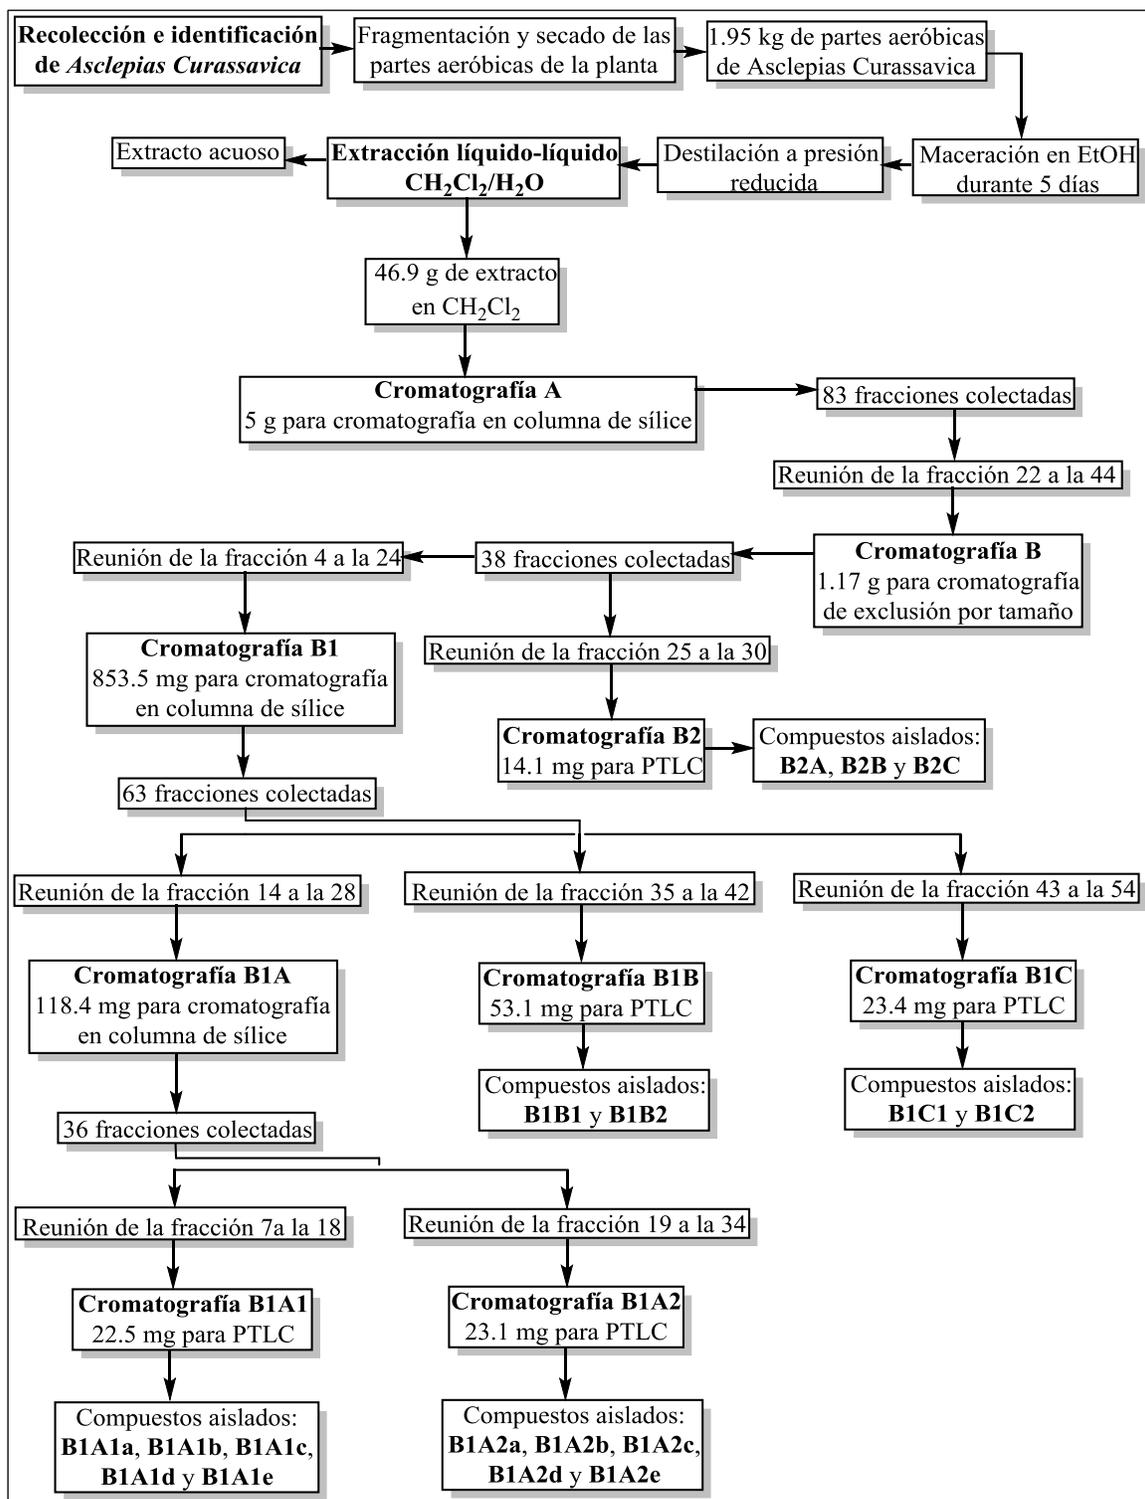 Recolección e identificación
de Asclepias Curassavica
Fragmentación y secado de las
partes aeróbicas de la planta
1.95 kg de partes aeróbicas
de Asclepias Curassavica
Extracto acuoso
Extracción líquido-líquido
CH₂Cl₂/H₂O
Destilación a presión
reducida
Maceración en EtOH
durante 5 días
46.9 g de extracto
en CH₂Cl₂
Cromatografía A
5 g para cromatografía en columna de sílice
83 fracciones colectadas
Reunión de la fracción 22 a la 44
Cromatografía B
1.17 g para cromatografía
de exclusión por tamaño
38 fracciones colectadas
Reunión de la fracción 4 a la 24
Cromatografía B1
853.5 mg para cromatografía
en columna de sílice
Reunión de la fracción 25 a la 30
Cromatografía B2
14.1 mg para PTLC
Compuestos aislados:
B2A, B2B y B2C
63 fracciones colectadas
Reunión de la fracción 14 a la 28
Reunión de la fracción 35 a la 42
Reunión de la fracción 43 a la 54
Cromatografía B1A
118.4 mg para cromatografía
en columna de sílice
Cromatografía B1B
53.1 mg para PTLC
Cromatografía B1C
23.4 mg para PTLC
Compuestos aislados:
B1B1 y B1B2
Compuestos aislados:
B1C1 y B1C2
36 fracciones colectadas
Reunión de la fracción 7a la 18
Reunión de la fracción 19 a la 34
Cromatografía B1A1
22.5 mg para PTLC
Cromatografía B1A2
23.1 mg para PTLC
Compuestos aislados:
B1A1a, B1A1b, B1A1c,
B1A1d y B1A1e
Compuestos aislados:
B1A2a, B1A2b, B1A2c,
B1A2d y B1A2e